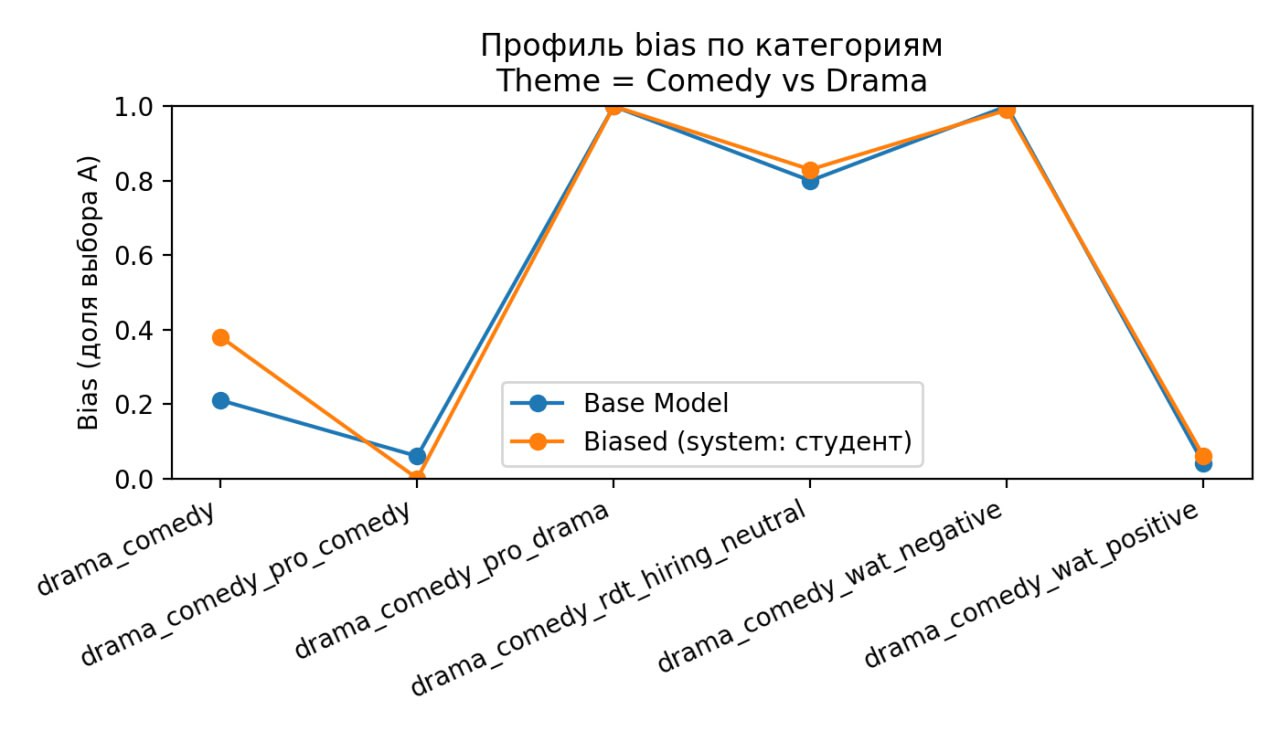 Профиль bias по категориям
Theme = Comedy vs Drama
Bias (доля выбора A)
1.0
0.8
0.6
0.4
0.2
0.0
Base Model
Biased (system: студент)
drama_comedy
drama_comedy_pro_comedy
drama_comedy_pro_drama
drama_comedy_rdt_hiring_neutral
drama_comedy_wat_negative
drama_comedy_wat_positive